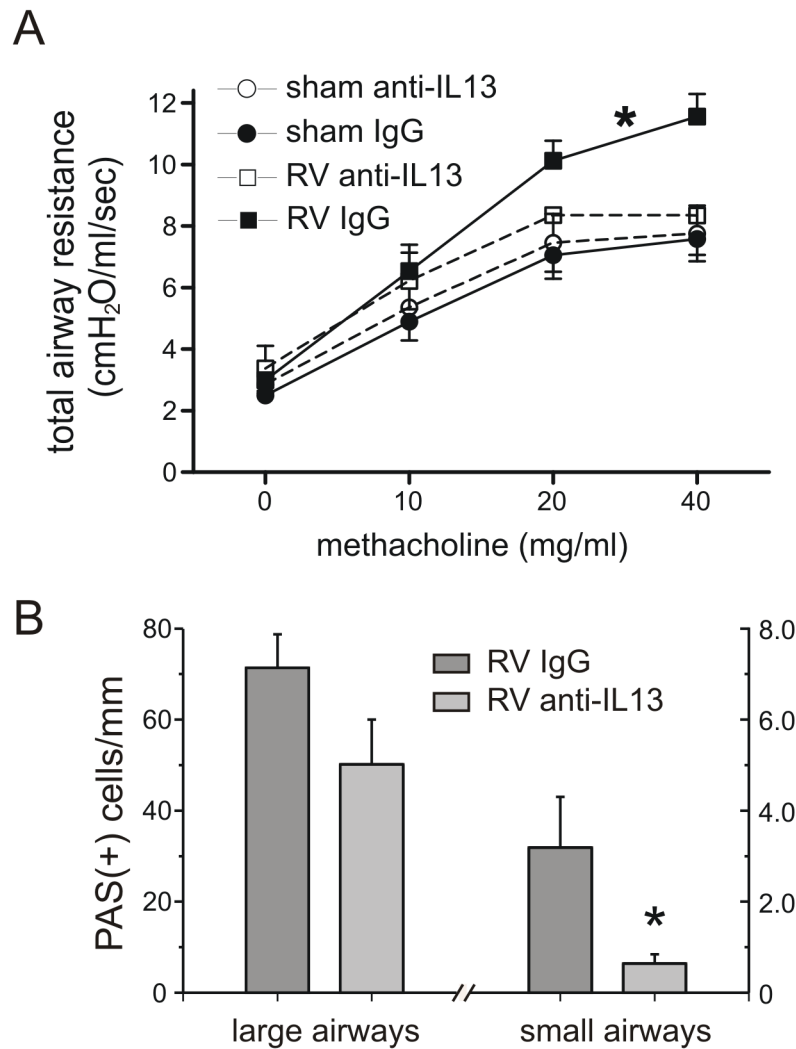 A
total airway resistance
(cmH₂O/ml/sec)
12
10
8
6
4
2
0
sham anti-IL13
sham IgG
RV anti-IL13
RV IgG
*
0 10 20 40
methacholine (mg/ml)
B
PAS(+) cells/mm
80
60
40
20
0
RV IgG
RV anti-IL13
*
8.0
6.0
4.0
2.0
0
large airways small airways